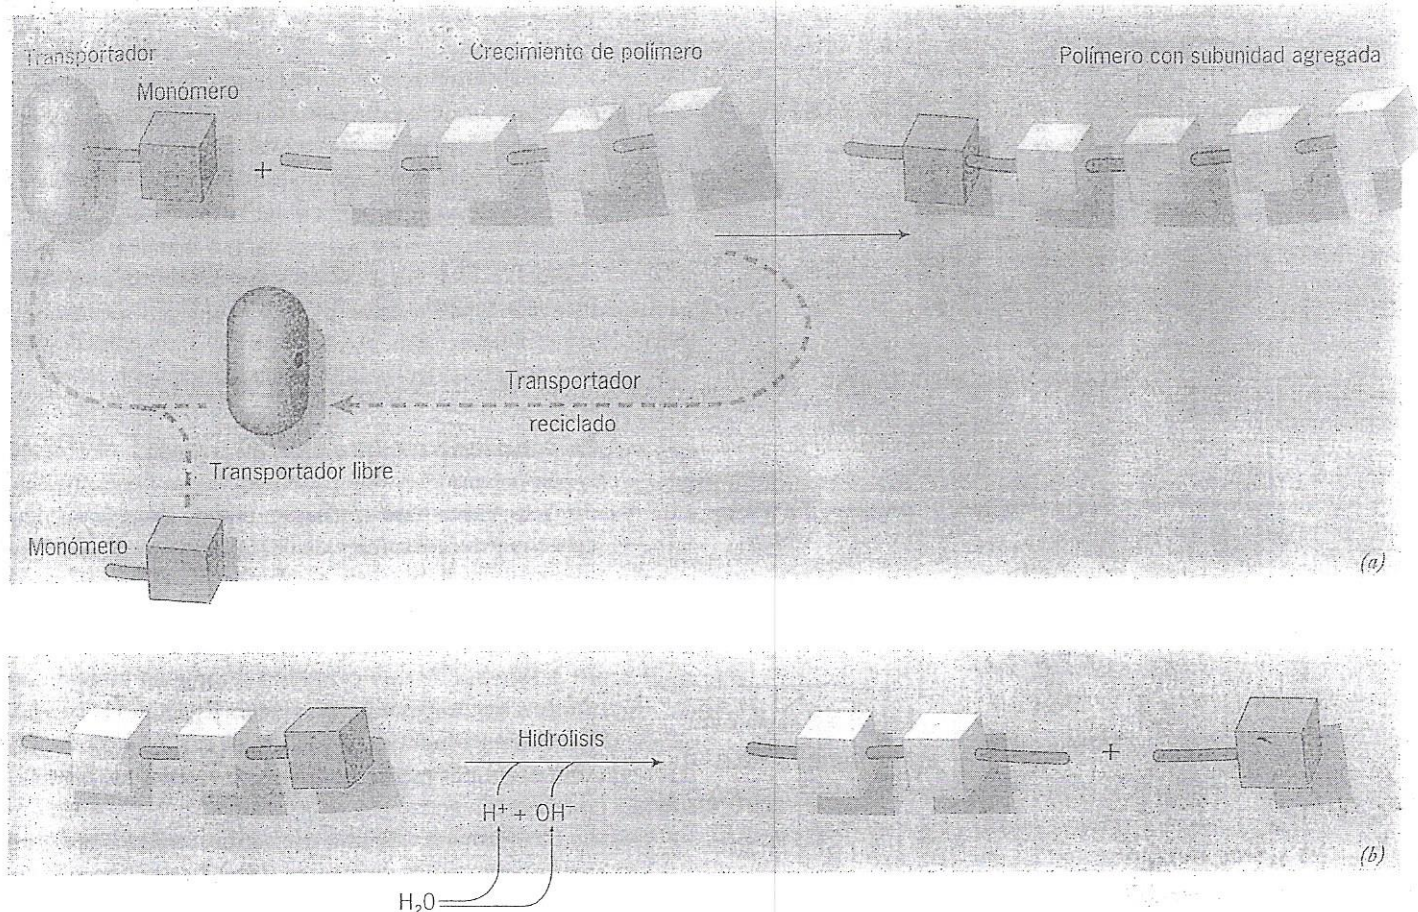 Transportador
Monómero
+
Crecimiento de polímero
Polímero con subunidad agregada
Transportador
reciclado
Transportador libre
Monómero
(a)
Hidrólisis
H⁺ + OH⁻
H₂O
+
(b)